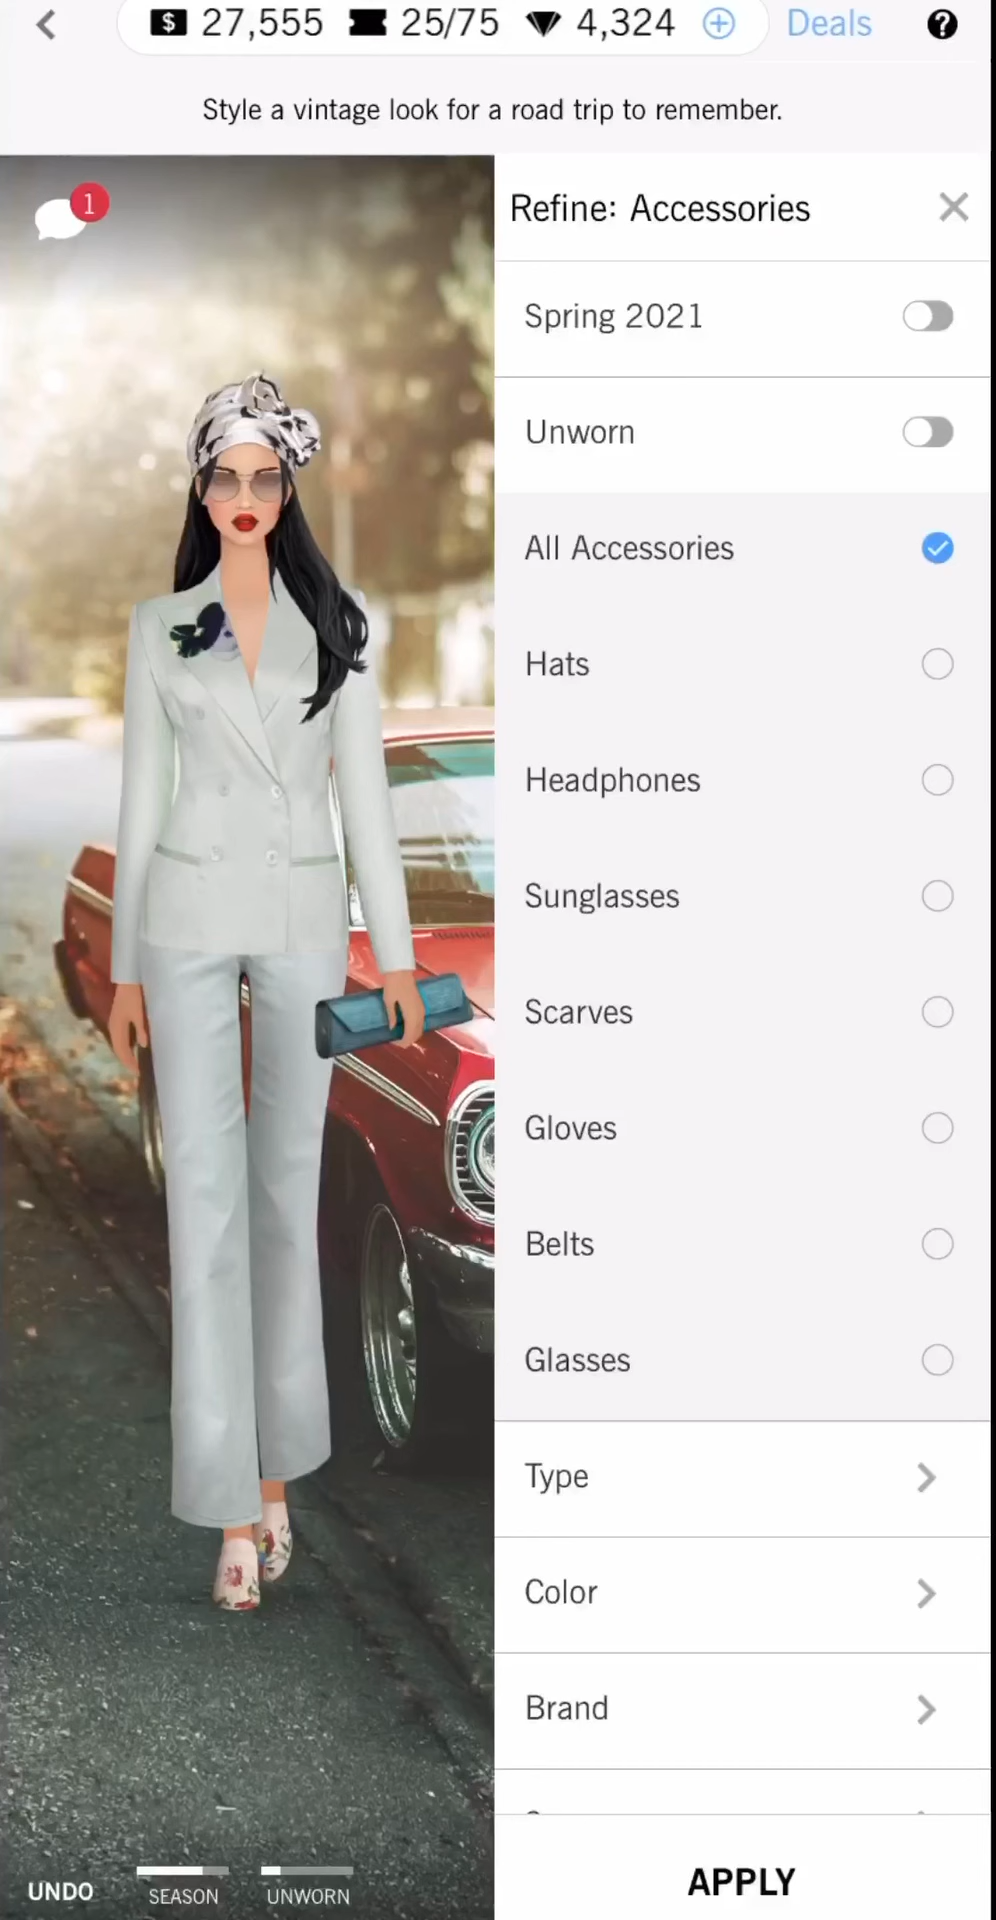 $ 27,555 25/75 4,324 Deals ?
Style a vintage look for a road trip to remember.
1
Refine: Accessories
Spring 2021
Unworn
All Accessories
Hats
Headphones
Sunglasses
Scarves
Gloves
Belts
Glasses
Type
Color
Brand
APPLY
UNDO
SEASON
UNWORN